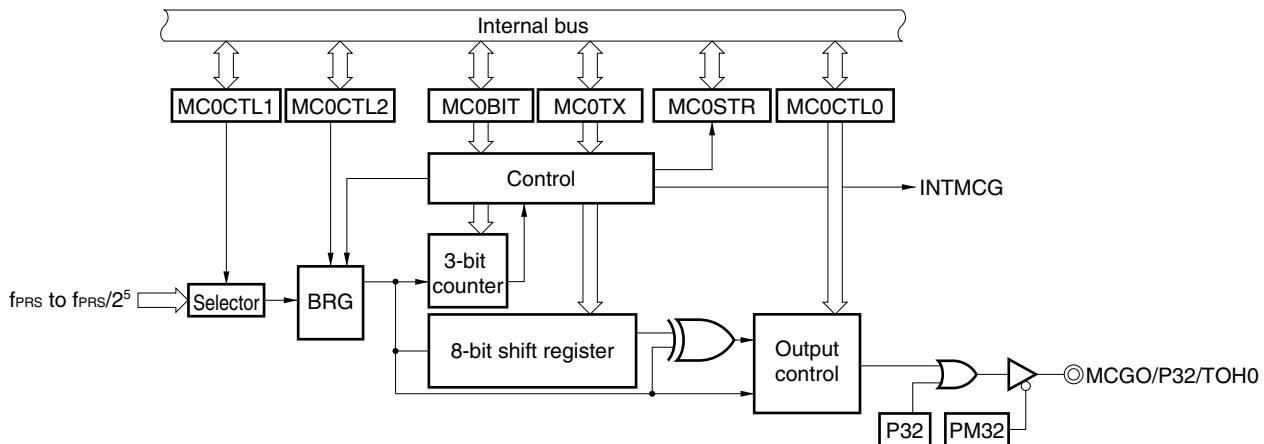 Internal bus
MC0CTL1 MC0CTL2 MC0BIT MC0TX MC0STR MC0CTL0
Control
INTMCG
3-bit
counter
fPRS to fPRS/2⁵
Selector
BRG
8-bit shift register
Output
control
MCGO/P32/TOH0
P32
PM32